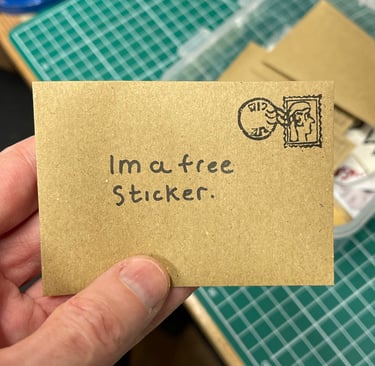 Im a free
Sticker.